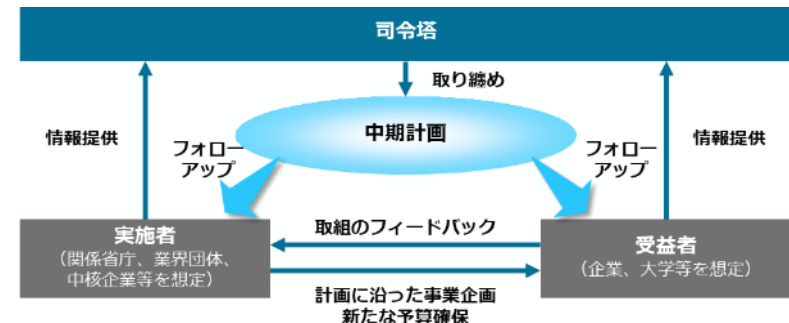 司令塔
取り纏め
中期計画
情報提供
フォロー
アップ
フォロー
アップ
情報提供
実施者
（関係省庁、業界団体、
中核企業等を想定）
取組のフィードバック
受益者
（企業、大学等を想定）
計画に沿った事業企画
新たな予算確保